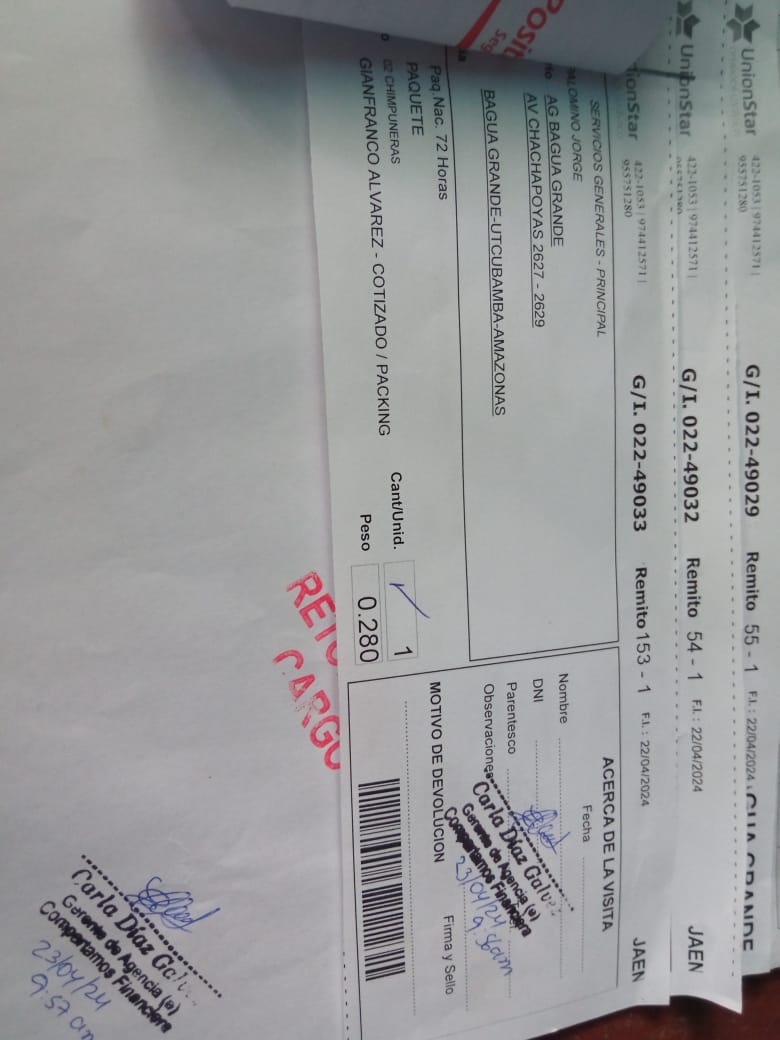 UnionStar
422-1053 | 974412571 |
955751280
G/I. 022-49029 Remito 55 - 1 F.I. : 22/04/2024
UnionStar
422-1053 | 974412571 |
G/I. 022-49032 Remito 54 - 1 F.I. : 22/04/2024 JAEN
422-1053 | 974412571 |
955751280
G/I. 022-49033 Remito 153 - 1 F.I. : 22/04/2024 JAEN
SERVICIOS GENERALES - PRINCIPAL
JORGE
AG BAGUA GRANDE
AV CHACHAPOYAS 2627 - 2629
BAGUA GRANDE-UTCUBAMBA-AMAZONAS
Paq.Nac. 72 Horas
PAQUETE
02 CHIMPUNERAS
GIANFRANCO ALVAREZ - COTIZADO / PACKING
Cant/Unid. 1
Peso 0.280
ACERCA DE LA VISITA
Fecha
Nombre
DNI
Parentesco
Observaciones
Carla Díaz
Gerente de Agencia (e)
Compartamos Financiera
23/04/24
9:56am
MOTIVO DE DEVOLUCION
Firma y Sello
CARGO
Carla Díaz
Gerente de Agencia (e)
Compartamos Financiera
23/04/24
9:57 am